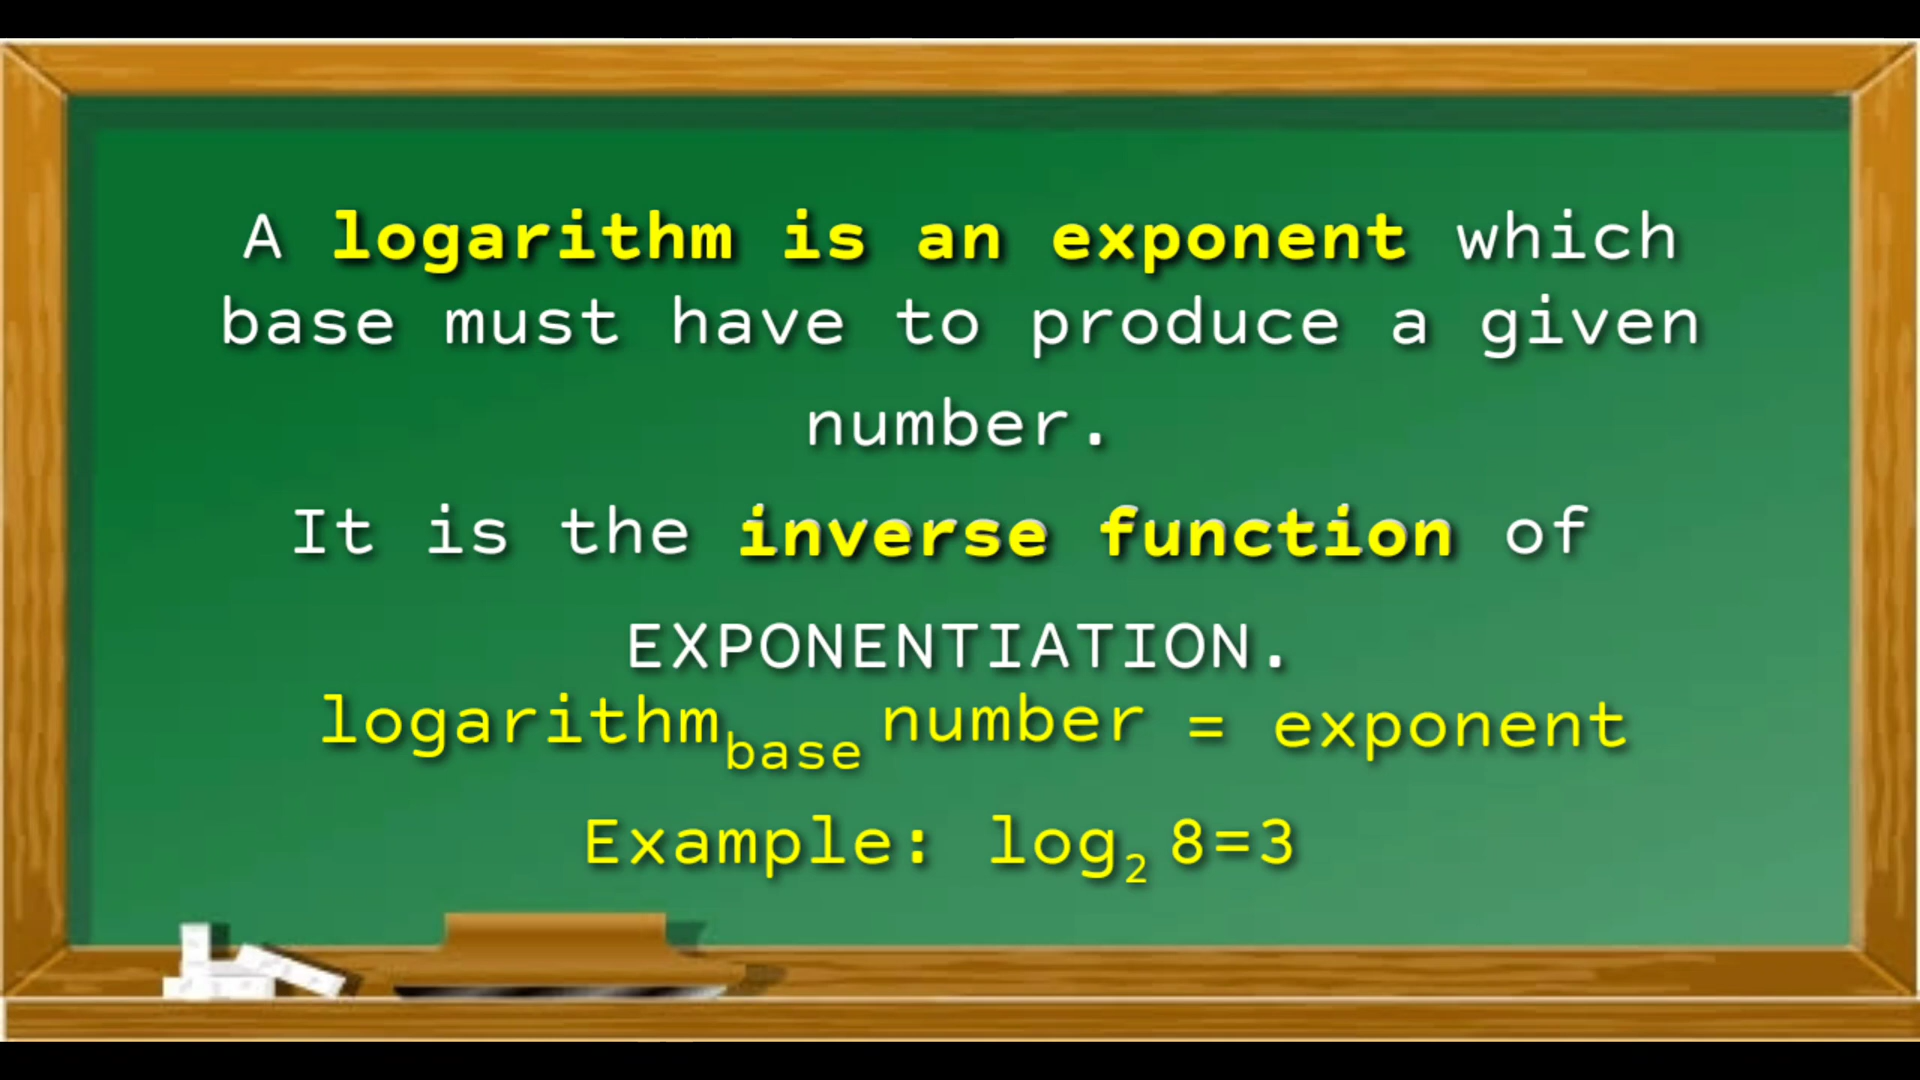 A logarithm is an exponent which
base must have to produce a given
number.
It is the inverse function of
EXPONENTIATION.
logarithm_base number = exponent
Example: log₂ 8=3